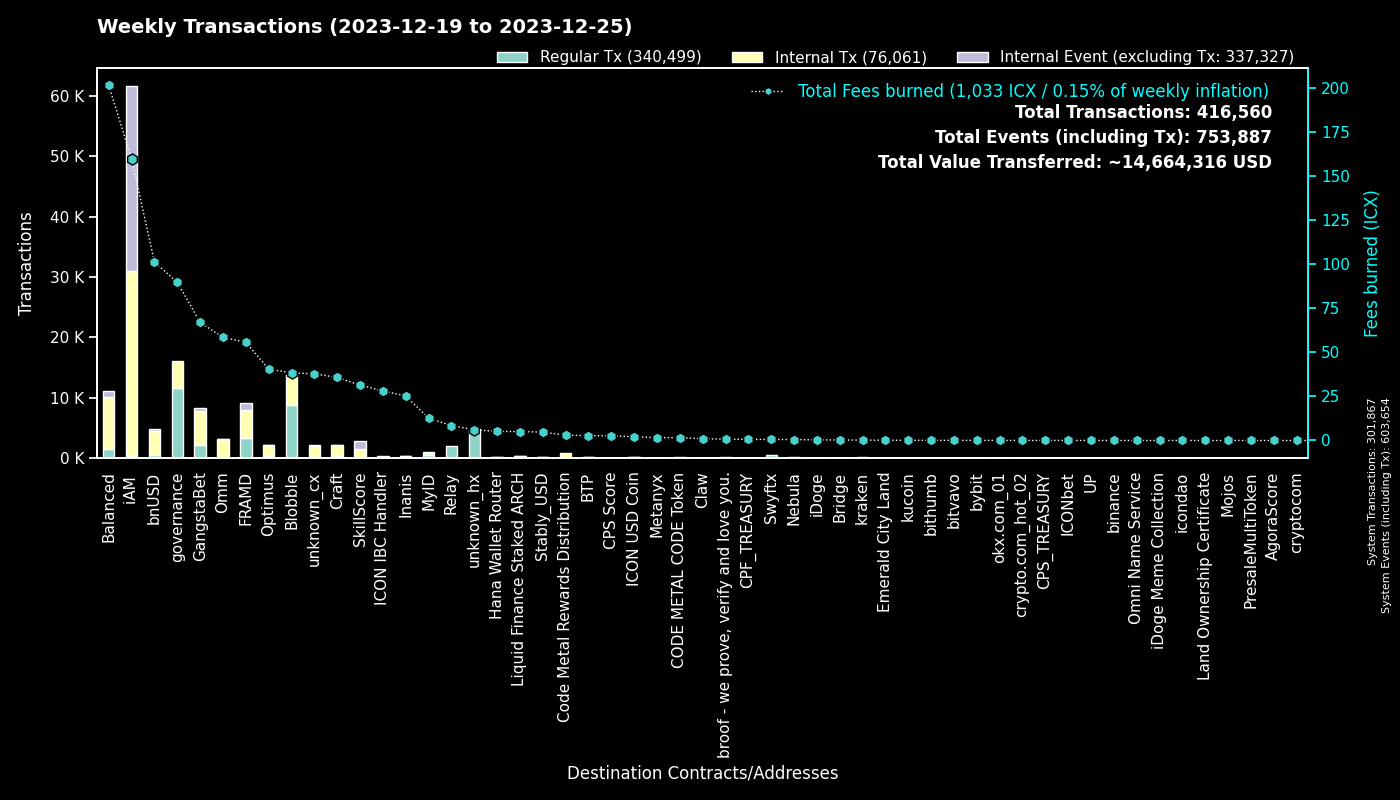 Weekly Transactions (2023-12-19 to 2023-12-25)
Regular Tx (340,499)
Internal Tx (76,061)
Internal Event (excluding Tx: 337,327)
Total Fees burned (1,033 ICX / 0.15% of weekly inflation)
Total Transactions: 416,560
Total Events (including Tx): 753,887
Total Value Transferred: ~14,664,316 USD
Transactions
60 K
50 K
40 K
30 K
20 K
10 K
0 K
200
175
150
125
100
75
50
25
0
Fees burned (ICX)
System Transactions: 301,867
System Events (including Tx): 603,654
Balanced
iAM
bnUSD
governance
GangstaBet
Omm
FRAMD
Optimus
Blobble
unknown_cx
Craft
SkillScore
ICON IBC Handler
Inanis
MyID
Relay
unknown_hx
Hana Wallet Router
Liquid Finance Staked ARCH
Stably_USD
Code Metal Rewards Distribution
BTP
CPS Score
ICON USD Coin
Metanyx
CODE METAL CODE Token
Claw
broof - we prove, verify and love you.
CPF_TREASURY
Swyftx
Nebula
iDoge
Bridge
kraken
Emerald City Land
kucoin
bithumb
bitvavo
bybit
okx.com_01
crypto.com_hot_02
CPS_TREASURY
ICONbet
UP
binance
Omni Name Service
iDoge Meme Collection
icondao
Land Ownership Certificate
Mojos
PresaleMultiToken
AgoraScore
cryptocom
Destination Contracts/Addresses